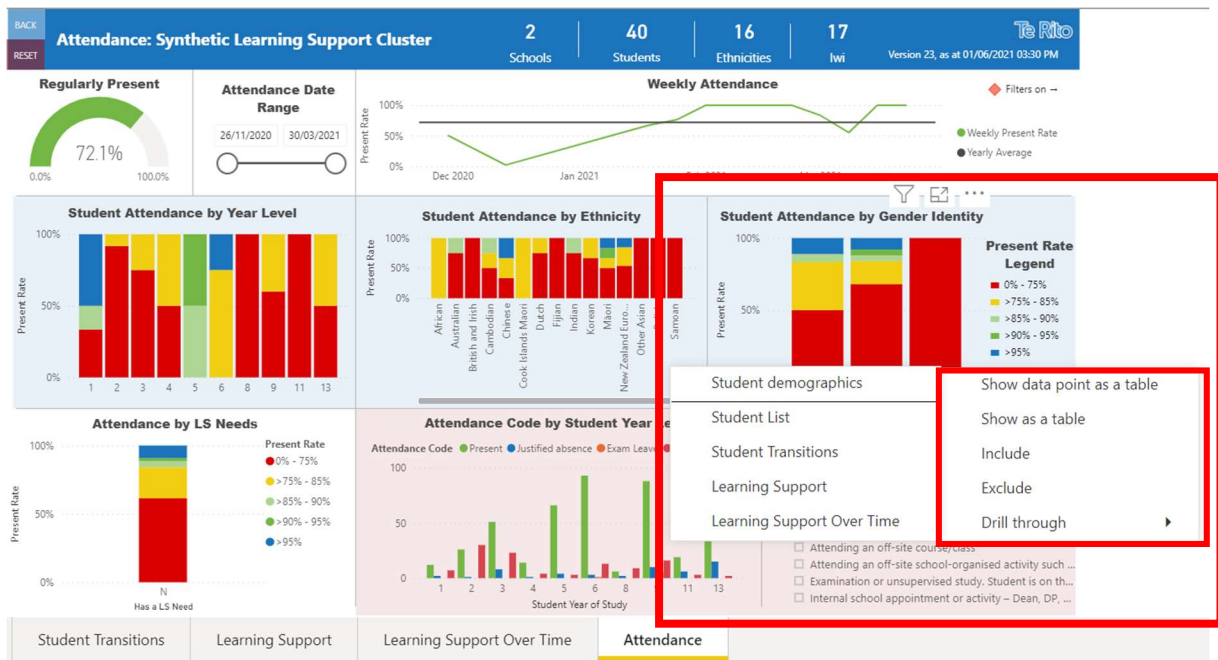 BACK
RESET
Attendance: Synthetic Learning Support Cluster
2
Schools
40
Students
16
Ethnicities
17
Iwi
Te Rito
Version 23, as at 01/06/2021 03:30 PM
Regularly Present
72.1%
0.0%
100.0%
Attendance Date
Range
26/11/2020
30/03/2021
Weekly Attendance
Filters on →
Present Rate
100%
50%
0%
Dec 2020
Jan 2021
Weekly Present Rate
Yearly Average
Student Attendance by Year Level
Present Rate
100%
50%
0%
1 2 3 4 5 6 8 9 11 13
Student Attendance by Ethnicity
Present Rate
100%
50%
0%
African
Australian
British and Irish
Cambodian
Chinese
Cook Islands Maori
Dutch
Fijian
Indian
Korean
Māori
New Zealand Euro...
Other Asian
Samoan
Student Attendance by Gender Identity
Present Rate
100%
50%
Present Rate
Legend
0% - 75%
>75% - 85%
>85% - 90%
>90% - 95%
>95%
Student demographics
Student List
Student Transitions
Learning Support
Learning Support Over Time
Show data point as a table
Show as a table
Include
Exclude
Drill through
Attendance by LS Needs
Present Rate
100%
50%
0%
N
Has a LS Need
Present Rate
0% - 75%
>75% - 85%
>85% - 90%
>90% - 95%
>95%
Attendance Code by Student Year Le
Attendance Code Present Justified absence Exam Leave
100
50
0
1 2 3 4 5 6 8 9 11 13
Student Year of Study
Attending an off-site course/class
Attending an off-site school-organised activity such ...
Examination or unsupervised study. Student is on th...
Internal school appointment or activity – Dean, DP, ...
Student Transitions
Learning Support
Learning Support Over Time
Attendance